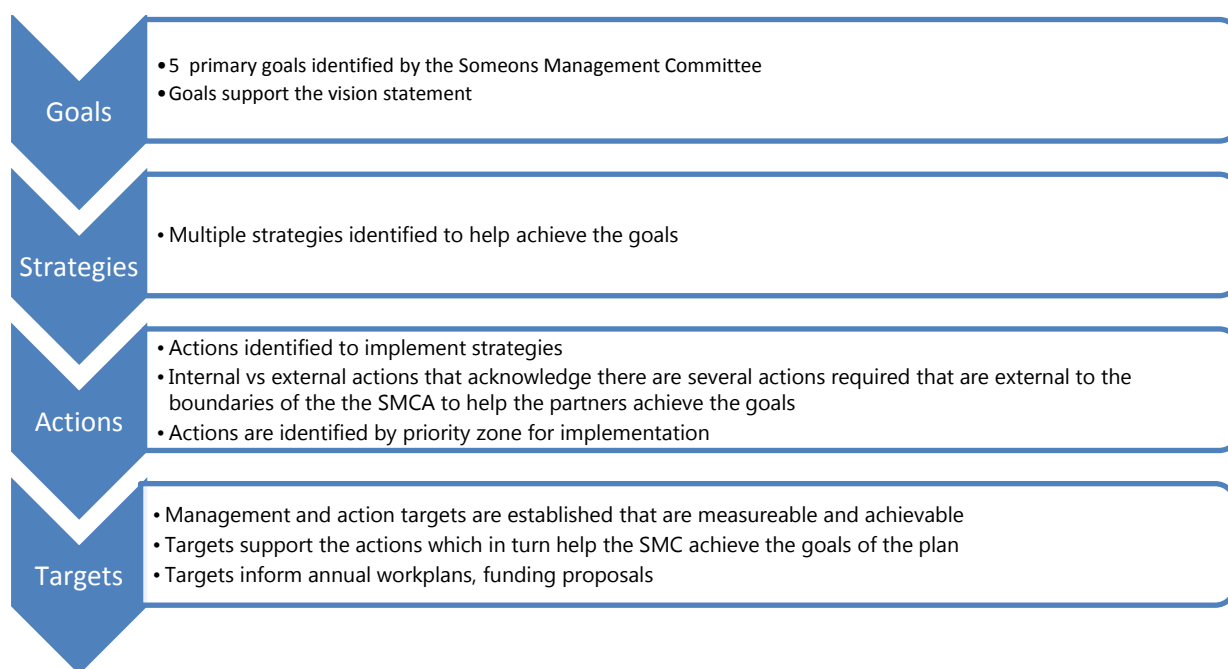 Goals
•5  primary goals identified by the Someons Management Committee
•Goals support the vision statement
Strategies
• Multiple strategies identified to help achieve the goals
Actions
• Actions identified to implement strategies
• Internal vs external actions that acknowledge there are several actions required that are external to the
boundaries of the the SMCA to help the partners achieve the goals
• Actions are identified by priority zone for implementation
Targets
• Management and action targets are established that are measureable and achievable
• Targets support the actions which in turn help the SMC achieve the goals of the plan
• Targets inform annual workplans, funding proposals